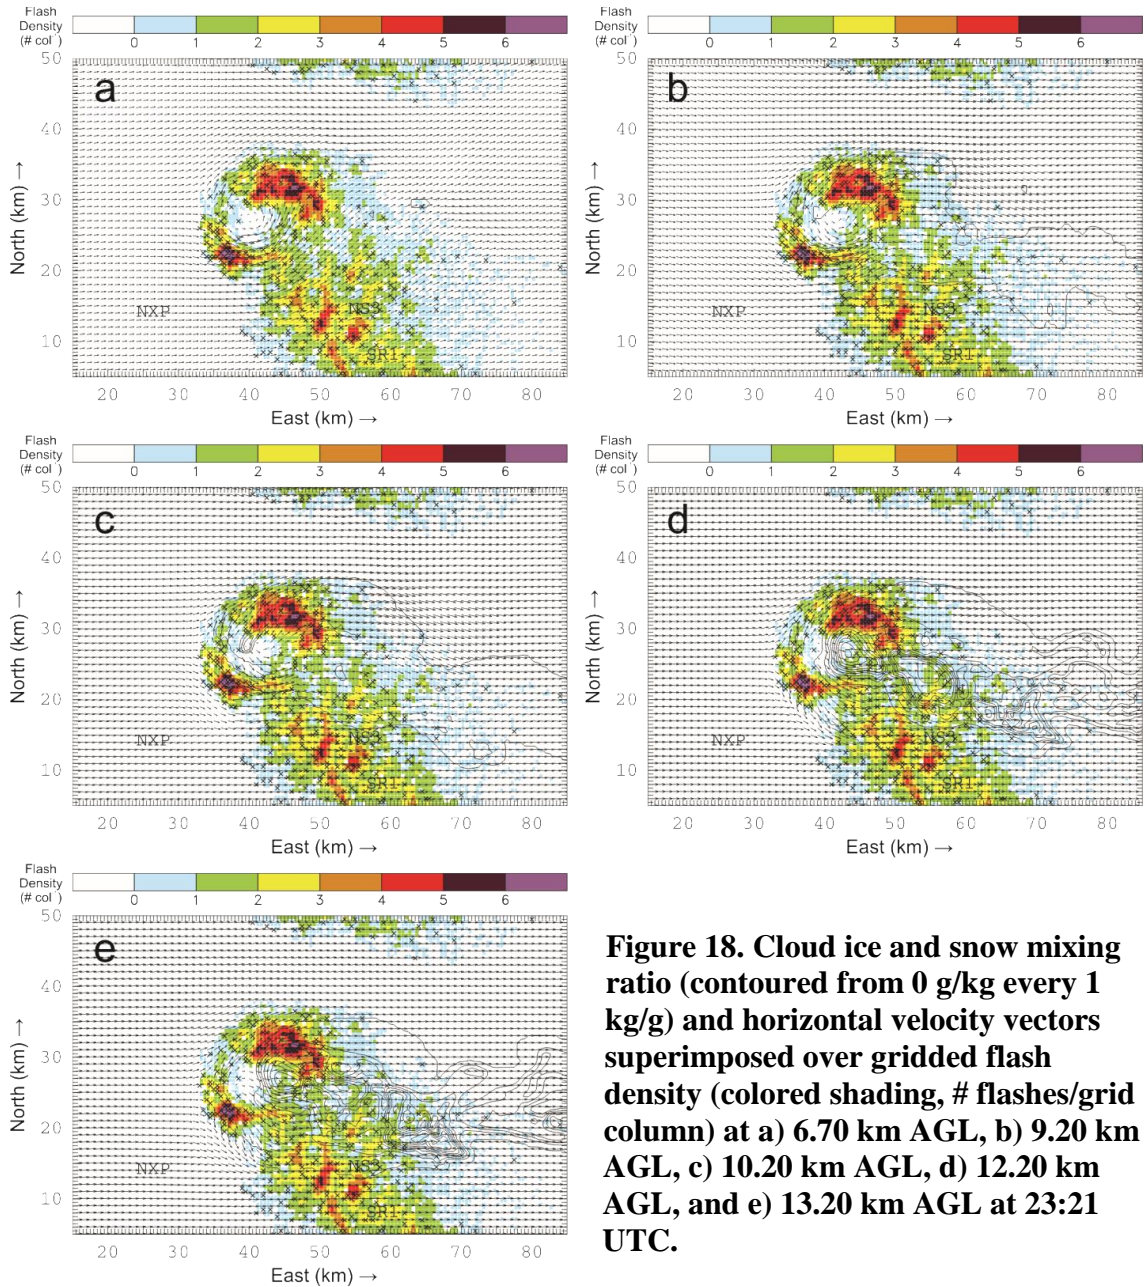 Flash
Density
(# col⁻)
0 1 2 3 4 5 6
a
50
40
30
20
10
North (km) →
NXP
NS3
SR1
20 30 40 50 60 70 80
East (km) →
Flash
Density
(# col⁻)
0 1 2 3 4 5 6
b
50
40
30
20
10
North (km) →
NXP
NS3
SR1
0
0
20 30 40 50 60 70 80
East (km) →
Flash
Density
(# col⁻)
0 1 2 3 4 5 6
c
50
40
30
20
10
North (km) →
NXP
NS3
SR1
20 30 40 50 60 70 80
East (km) →
Flash
Density
(# col⁻)
0 1 2 3 4 5 6
d
50
40
30
20
10
North (km) →
NXP
NS3
SR1
20 30 40 50 60 70 80
East (km) →
Flash
Density
(# col⁻)
0 1 2 3 4 5 6
e
50
40
30
20
10
North (km) →
NXP
NS3
SR1
20 30 40 50 60 70 80
East (km) →
Figure 18. Cloud ice and snow mixing
ratio (contoured from 0 g/kg every 1
kg/g) and horizontal velocity vectors
superimposed over gridded flash
density (colored shading, # flashes/grid
column) at a) 6.70 km AGL, b) 9.20 km
AGL, c) 10.20 km AGL, d) 12.20 km
AGL, and e) 13.20 km AGL at 23:21
UTC.